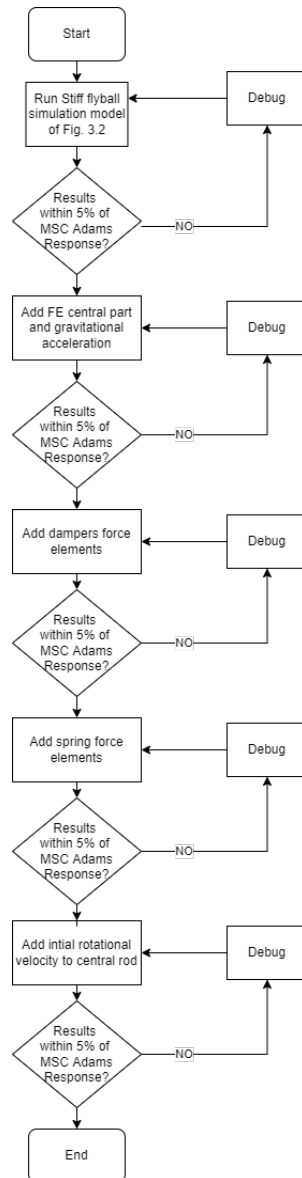 Start
Run Stiff flyball
simulation model
of Fig. 3.2
Debug
Results
within 5% of
MSC Adams
Response?
NO
Add FE central part
and gravitational
acceleration
Debug
Results
within 5% of
MSC Adams
Response?
NO
Add dampers force
elements
Debug
Results
within 5% of
MSC Adams
Response?
NO
Add spring force
elements
Debug
Results
within 5% of
MSC Adams
Response?
NO
Add intial rotational
velocity to central rod
Debug
Results
within 5% of
MSC Adams
Response?
NO
End